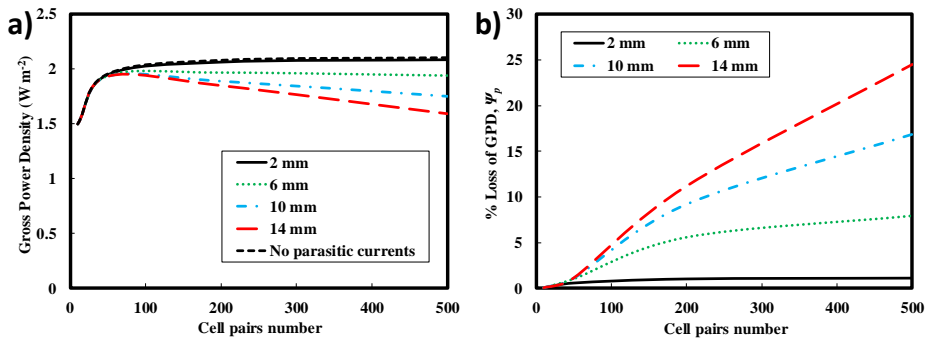 a)
Gross Power Density (W m⁻²)
2.5
2
1.5
1
0.5
0
2 mm
6 mm
10 mm
14 mm
No parasitic currents
0 100 200 300 400 500
Cell pairs number
b)
% Loss of GPD, Ψp
30
25
20
15
10
5
0
2 mm 6 mm
10 mm 14 mm
0 100 200 300 400 500
Cell pairs number